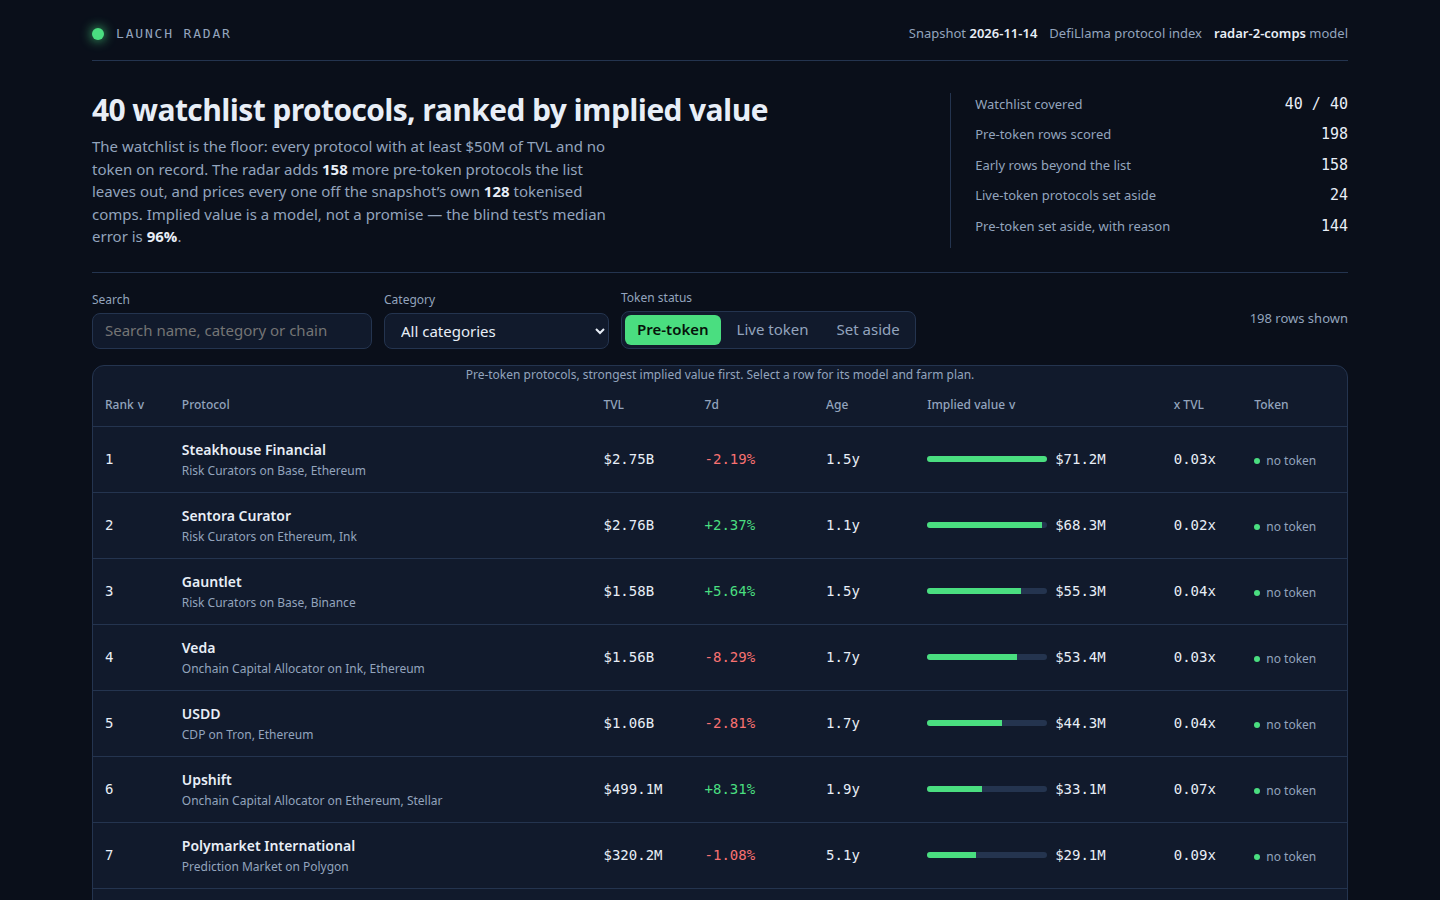 LAUNCH RADAR
Snapshot 2026-11-14 DefiLlama protocol index radar-2-comps model
40 watchlist protocols, ranked by implied value
The watchlist is the floor: every protocol with at least $50M of TVL and no
token on record. The radar adds 158 more pre-token protocols the list
leaves out, and prices every one off the snapshot’s own 128 tokenised
comps. Implied value is a model, not a promise — the blind test’s median
error is 96%.
Watchlist covered 40 / 40
Pre-token rows scored 198
Early rows beyond the list 158
Live-token protocols set aside 24
Pre-token set aside, with reason 144
Search Category Token status
Search name, category or chain All categories Pre-token Live token Set aside
198 rows shown
Pre-token protocols, strongest implied value first. Select a row for its model and farm plan.
Rank v Protocol TVL 7d Age Implied value v x TVL Token
1 Steakhouse Financial $2.75B -2.19% 1.5y $71.2M 0.03x no token
Risk Curators on Base, Ethereum
2 Sentora Curator $2.76B +2.37% 1.1y $68.3M 0.02x no token
Risk Curators on Ethereum, Ink
3 Gauntlet $1.58B +5.64% 1.5y $55.3M 0.04x no token
Risk Curators on Base, Binance
4 Veda $1.56B -8.29% 1.7y $53.4M 0.03x no token
Onchain Capital Allocator on Ink, Ethereum
5 USDD $1.06B -2.81% 1.7y $44.3M 0.04x no token
CDP on Tron, Ethereum
6 Upshift $499.1M +8.31% 1.9y $33.1M 0.07x no token
Onchain Capital Allocator on Ethereum, Stellar
7 Polymarket International $320.2M -1.08% 5.1y $29.1M 0.09x no token
Prediction Market on Polygon